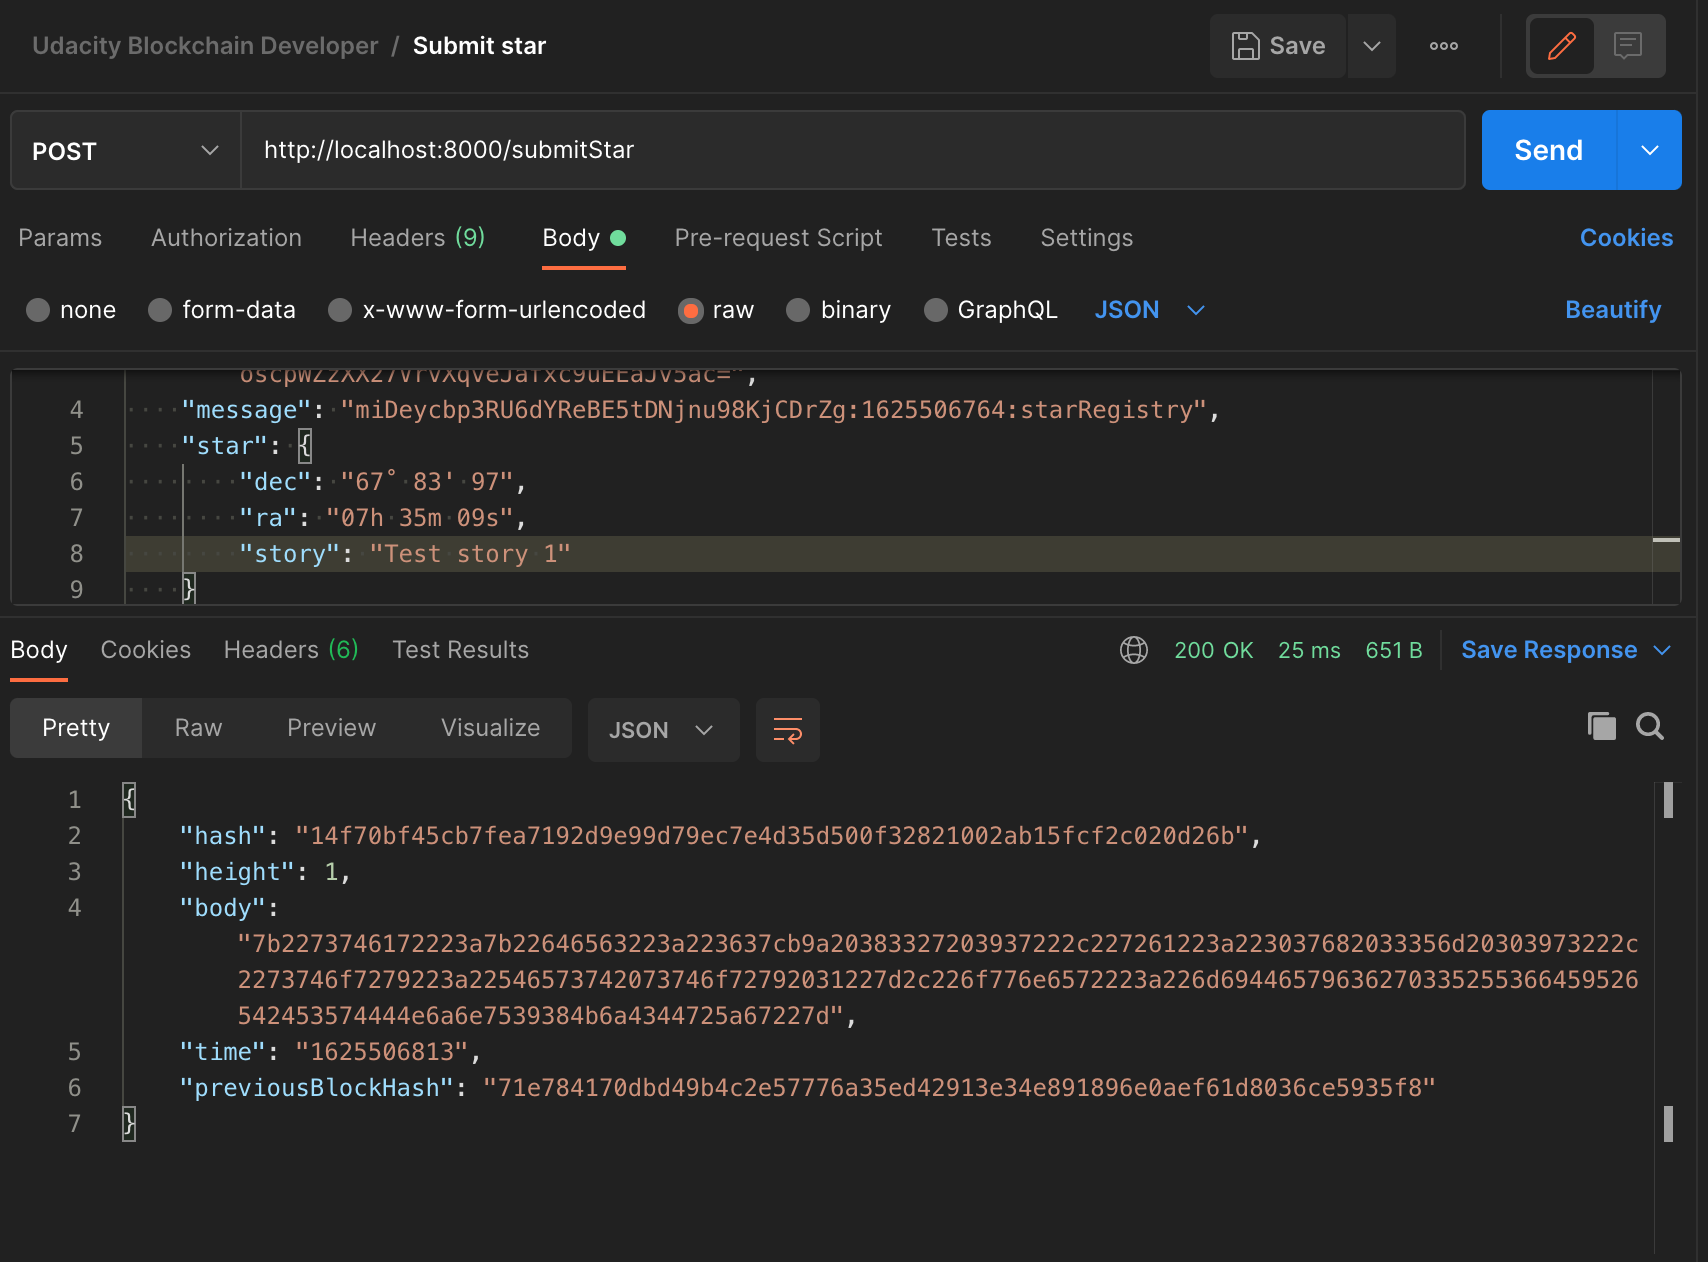 Udacity Blockchain Developer / Submit star
Save
POST
http://localhost:8000/submitStar
Send
Params Authorization Headers (9) Body Pre-request Script Tests Settings Cookies
none form-data x-www-form-urlencoded raw binary GraphQL JSON Beautify
4 "message": "miDeycbp3RU6dYReBE5tDNjnu98KjCDrZg:1625506764:starRegistry",
5 "star": {
6 "dec": "67˚ 83' 97",
7 "ra": "07h 35m 09s",
8 "story": "Test story 1"
9 }
Body Cookies Headers (6) Test Results 200 OK 25 ms 651 B Save Response
Pretty Raw Preview Visualize JSON
1 {
2 "hash": "14f70bf45cb7fea7192d9e99d79ec7e4d35d500f32821002ab15fcf2c020d26b",
3 "height": 1,
4 "body":
"7b2273746172223a7b22646563223a223637cb9a20383327203937222c227261223a223037682033356d20303973222c
2273746f7279223a22546573742073746f72792031227d2c226f776e6572223a226d69446579636270335255366459526
542453574444e6a6e7539384b6a4344725a67227d",
5 "time": "1625506813",
6 "previousBlockHash": "71e784170dbd49b4c2e57776a35ed42913e34e891896e0aef61d8036ce5935f8"
7 }